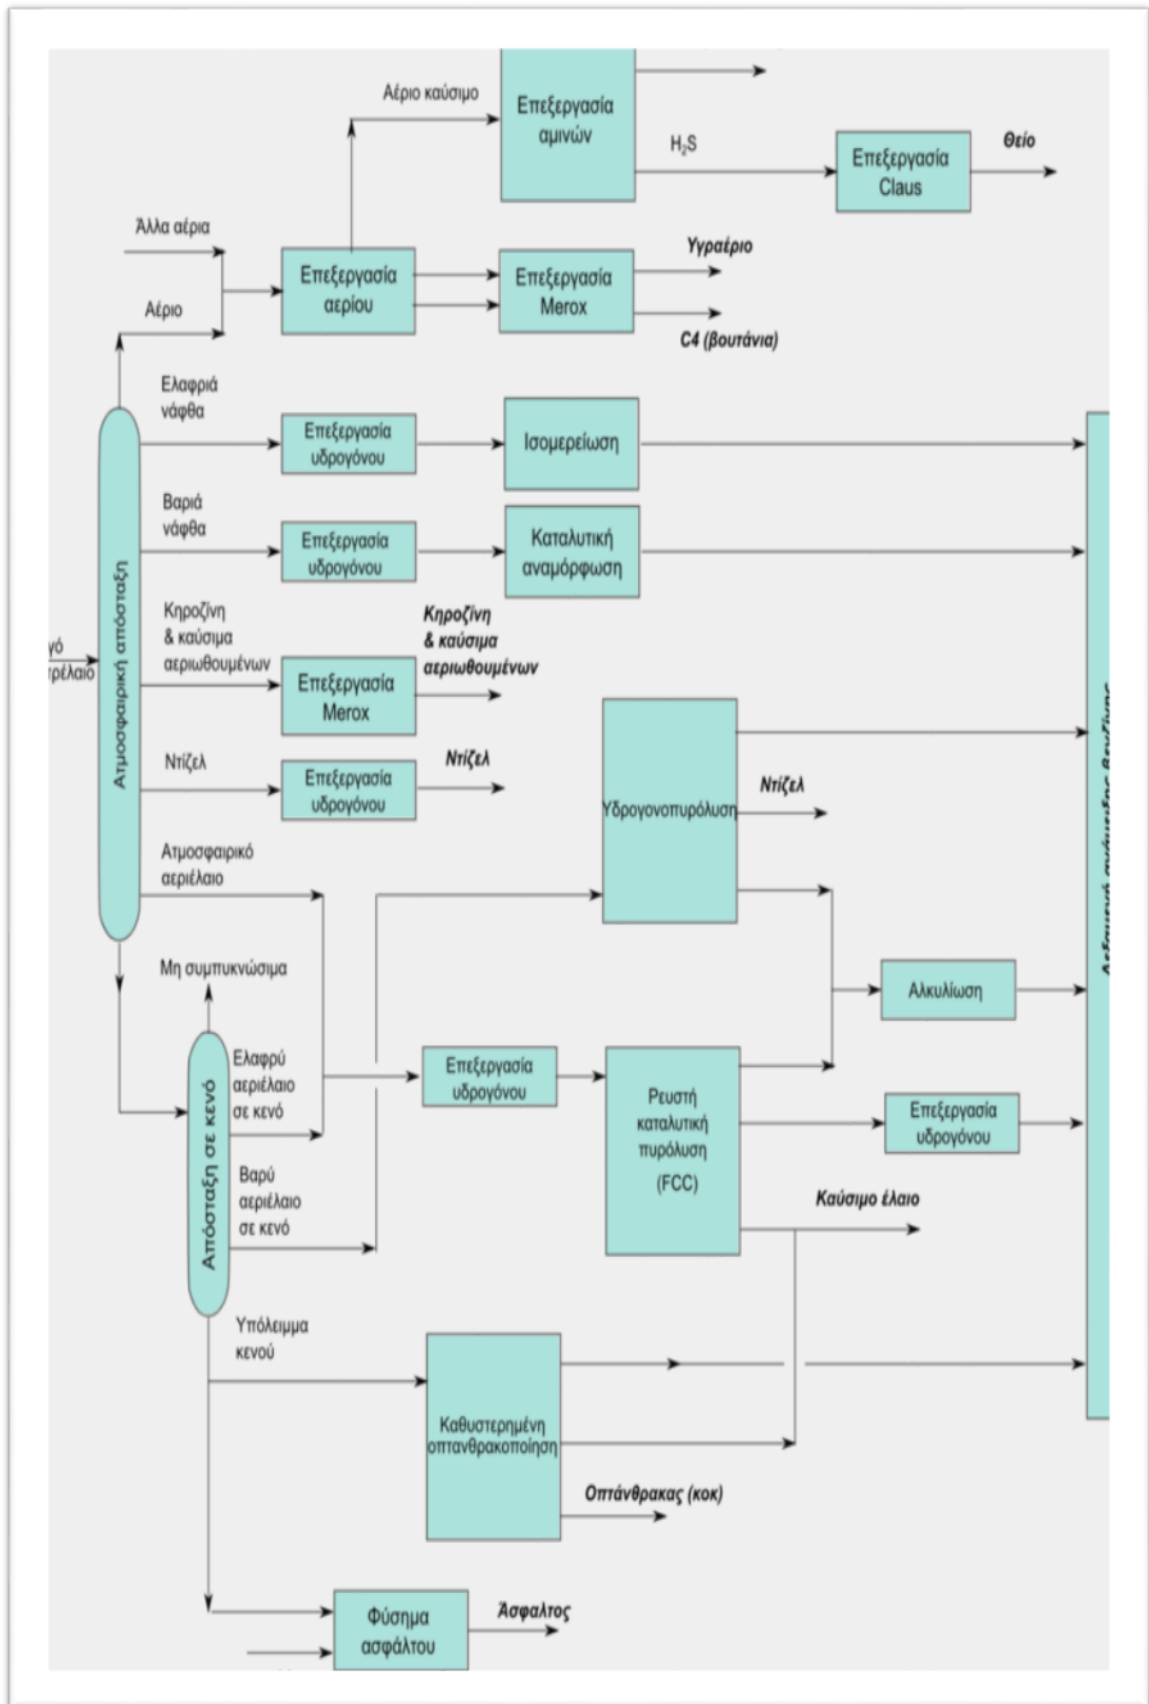 Αέριο καύσιμο
Επεξεργασία
αμινών
H₂S
Επεξεργασία
Claus
Θείο
Άλλα αέρια
Αέριο
Επεξεργασία
αερίου
Επεξεργασία
Merox
Υγραέριο
C4 (βουτάνια)
Ελαφριά
νάφθα
Επεξεργασία
υδρογόνου
Ισομερείωση
Βαριά
νάφθα
Επεξεργασία
υδρογόνου
Καταλυτική
αναμόρφωση
Ατμοσφαιρική απόσταξη
Κηροζίνη
& καύσιμα
αεριωθουμένων
Επεξεργασία
Merox
Κηροζίνη
& καύσιμα
αεριωθουμένων
Ντίζελ
Επεξεργασία
υδρογόνου
Ντίζελ
Υδρογονοπυρόλυση
Ντίζελ
Ατμοσφαιρικό
αεριέλαιο
Μη συμπυκνώσιμα
Απόσταξη σε κενό
Ελαφρύ
αεριέλαιο
σε κενό
Βαρύ
αεριέλαιο
σε κενό
Επεξεργασία
υδρογόνου
Ρευστή
καταλυτική
πυρόλυση
(FCC)
Αλκυλίωση
Επεξεργασία
υδρογόνου
Καύσιμο έλαιο
Υπόλειμμα
κενού
Καθυστερημένη
οπτανθρακοποίηση
Οπτάνθρακας (κοκ)
Φύσημα
ασφάλτου
Άσφαλτος